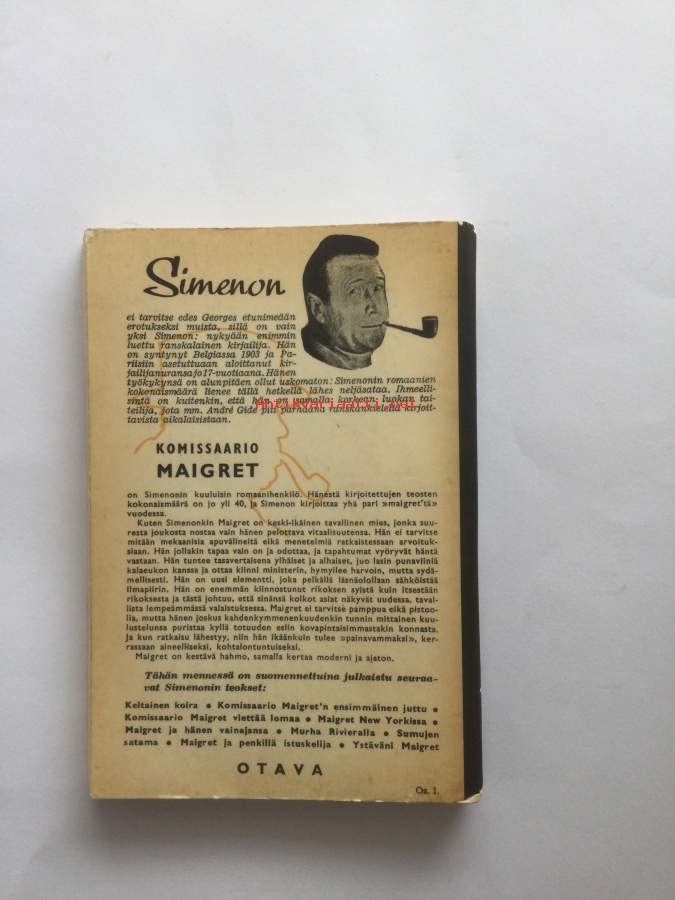 Simenon
ei tarvitse edes Georges etunimeään
erotukseksi muista, sillä on vain
yksi Simenon: nykyään enimmin
luettu ranskalainen kirjailija. Hän
on syntynyt Belgiassa 1903 ja Pa-
riisiin asetuttuaan aloittanut kir-
jailijanuransa jo 17-vuotiaana. Hänen
työkykynsä on alunpitäen ollut uskomaton: Simenonin romaanien
kokonaismäärä lienee tällä hetkellä lähes neljäsataa. Ihmeelli-
sintä on kuitenkin, että hän on samalla korkean luokan tai-
teilija, jota mm. André Gide piti parhaana ranskankielellä kirjoit-
tavista aikalaisistaan.
antikvariaatti.net
KOMISSAARIO
MAIGRET
on Simenonin kuuluisin romaanihenkilö. Hänestä kirjoitettujen teosten
kokonaismäärä on jo yli 40, ja Simenon kirjoittaa yhä pari »maigret'tä»
vuodessa.
Kuten Simenonkin Maigret on keski-ikäinen tavallinen mies, jonka suu-
resta joukosta nostaa vain hänen pelottava vitaalisuutensa. Hän ei tarvitse
mitään mekaanisia apuvälineitä eikä menetelmiä ratkaistessaan arvoituk-
siaan. Hän jollakin tapaa vain on ja odottaa, ja tapahtumat vyöryvät häntä
vastaan. Hän tuntee tasavertaisena ylhäiset ja alhaiset, juo lasin punaviiniä
kalaeukon kanssa ja ottaa kiinni ministerin, hymyilee harvoin, mutta sydä-
mellisesti. Hän on uusi elementti, joka pelkällä läsnäolollaan sähköistää
ilmapiirin. Hän on enemmän kiinnostunut rikoksen syistä kuin itsestään
rikoksesta ja tästä johtuu, että sinänsä kolkot asiat näkyvät uudessa, taval-
lista lempeämmässä valaistuksessa. Maigret ei tarvitse pamppua eikä pistoo-
lia, mutta hänen joskus kahdenkymmenenkuudenkin tunnin mittainen kuu-
lustelunsa puristaa kyllä totuuden esiin kovapintaisimmastakin konnasta.
Ja kun ratkaisu lähestyy, niin hän ikäänkuin tulee »painavammaksi», ker-
rassaan aineelliseksi, kohtalontuntuiseksi.
Maigret on kestävä hahmo, samalla kertaa moderni ja ajaton.
Tähän mennessä on suomennettuina julkaistu seuraa-
vat Simenonin teokset:
Keltainen koira • Komissaario Maigret'n ensimmäinen juttu •
Komissaario Maigret viettää lomaa • Maigret New Yorkissa •
Maigret ja hänen vainajansa • Murha Rivieralla • Sumujen
satama • Maigret ja penkillä istuskelija • Ystäväni Maigret
OTAVA
Os. 1.